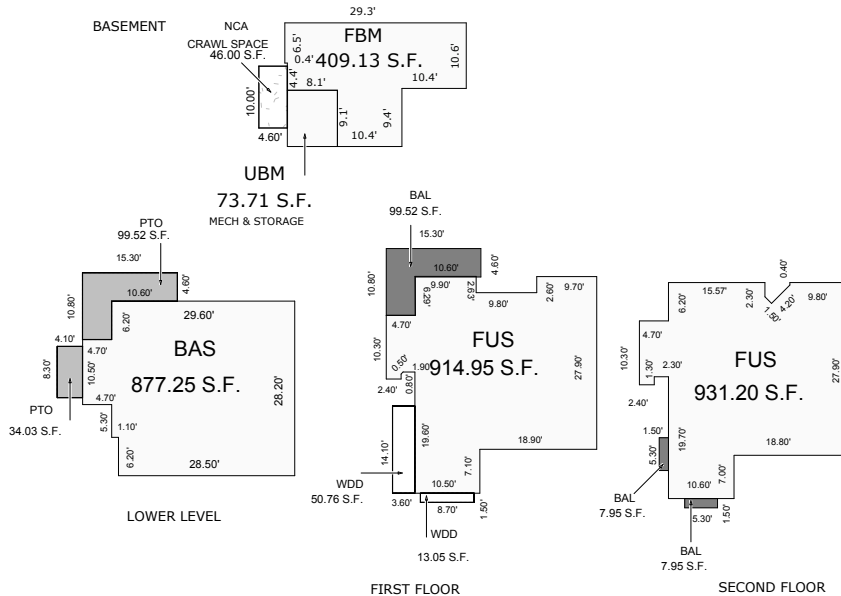 BASEMENT
NCA
CRAWL SPACE
46.00 S.F.
29.3'
6.5'
0.4'
FBM
409.13 S.F.
10.6'
10.00'
4.4'
8.1'
10.4'
9.1'
9.4'
10.4'
4.60'
UBM
73.71 S.F.
MECH & STORAGE
PTO
99.52 S.F.
15.30'
10.80'
10.60'
4.60'
6.20'
29.60'
4.10'
4.70'
8.30'
10.50'
BAS
877.25 S.F.
28.20'
4.70'
5.30'
1.10'
6.20'
28.50'
PTO
34.03 S.F.
LOWER LEVEL
BAL
99.52 S.F.
15.30'
10.80'
10.60'
4.60'
9.90'
6.29'
2.63'
9.80'
2.60'
9.70'
4.70'
10.30'
0.50'
1.90'
FUS
914.95 S.F.
27.90'
2.40'
0.80'
14.10'
19.60'
18.90'
7.10'
WDD
50.76 S.F.
3.60'
10.50'
8.70'
1.50'
WDD
13.05 S.F.
FIRST FLOOR
0.40'
15.57'
2.30'
1.50'
4.20'
9.80'
6.20'
4.70'
10.30'
1.30'
2.30'
FUS
931.20 S.F.
27.90'
2.40'
1.50'
5.30'
19.70'
18.80'
7.00'
10.60'
BAL
7.95 S.F.
5.30'
1.50'
BAL
7.95 S.F.
SECOND FLOOR